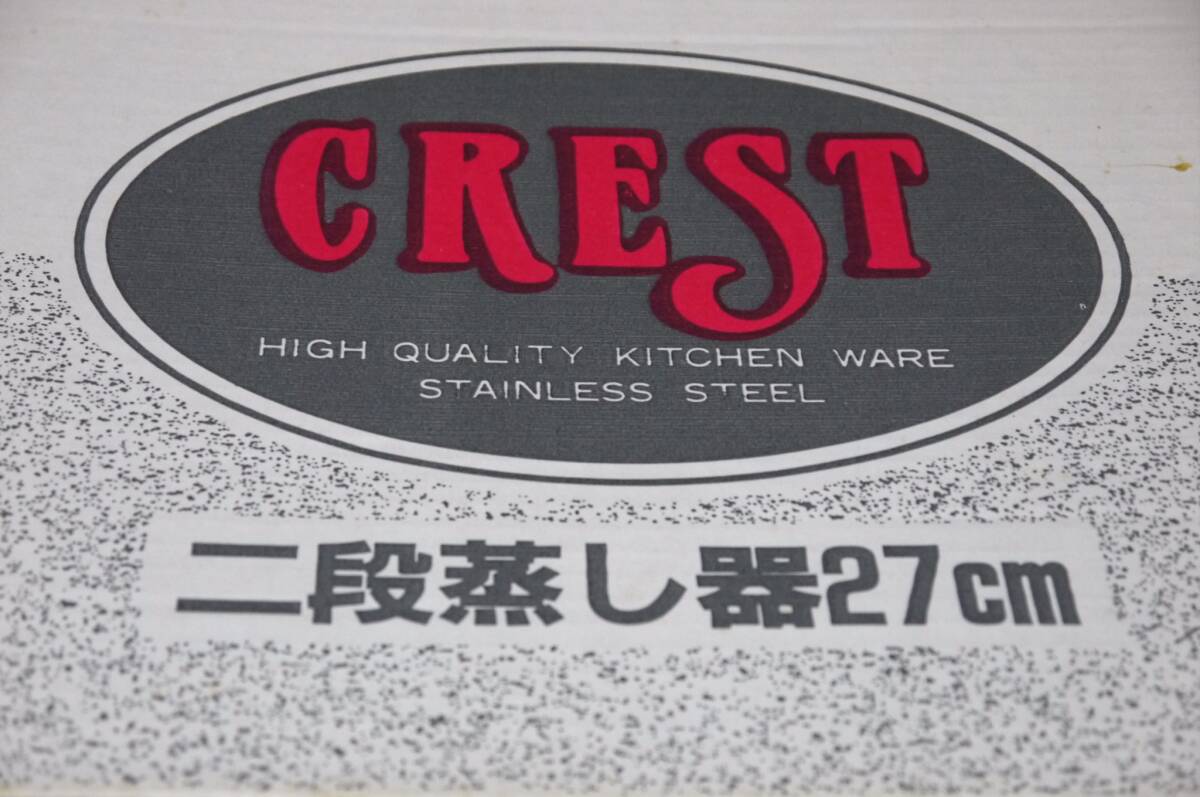 CREST
HIGH QUALITY KITCHEN WARE
STAINLESS STEEL
二段蒸し器27cm